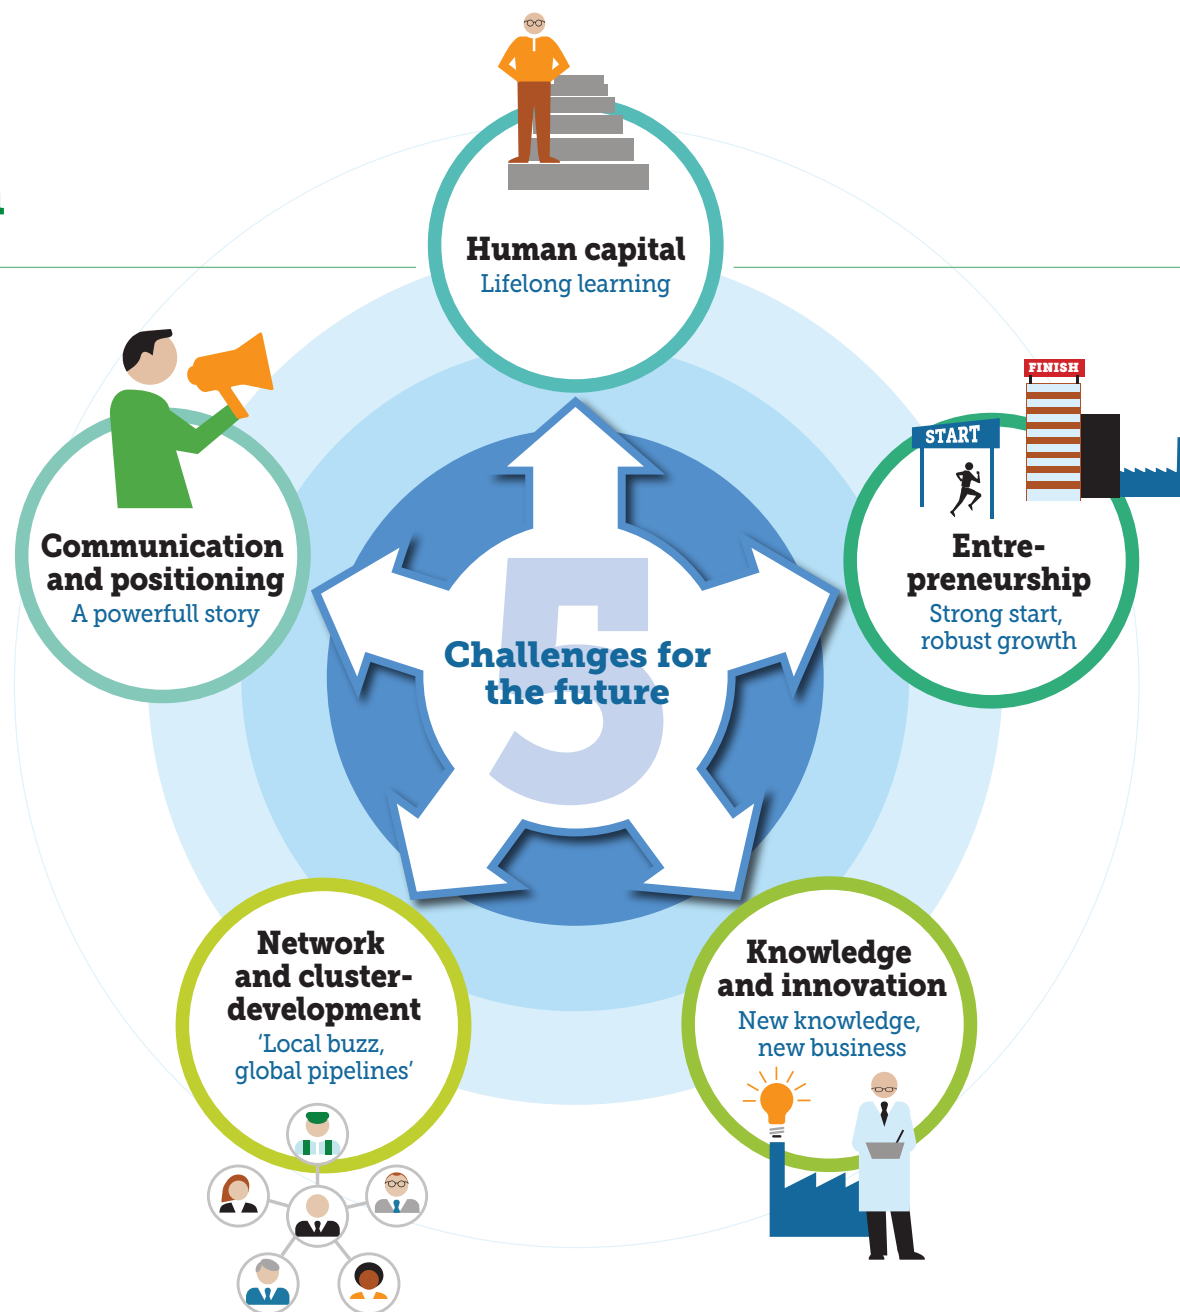 Human capital
Lifelong learning
FINISH
START
Communication
and positioning
A powerfull story
Entre-
preneurship
Strong start,
robust growth
5
Challenges for
the future
Network
and cluster-
development
‘Local buzz,
global pipelines’
Knowledge
and innovation
New knowledge,
new business